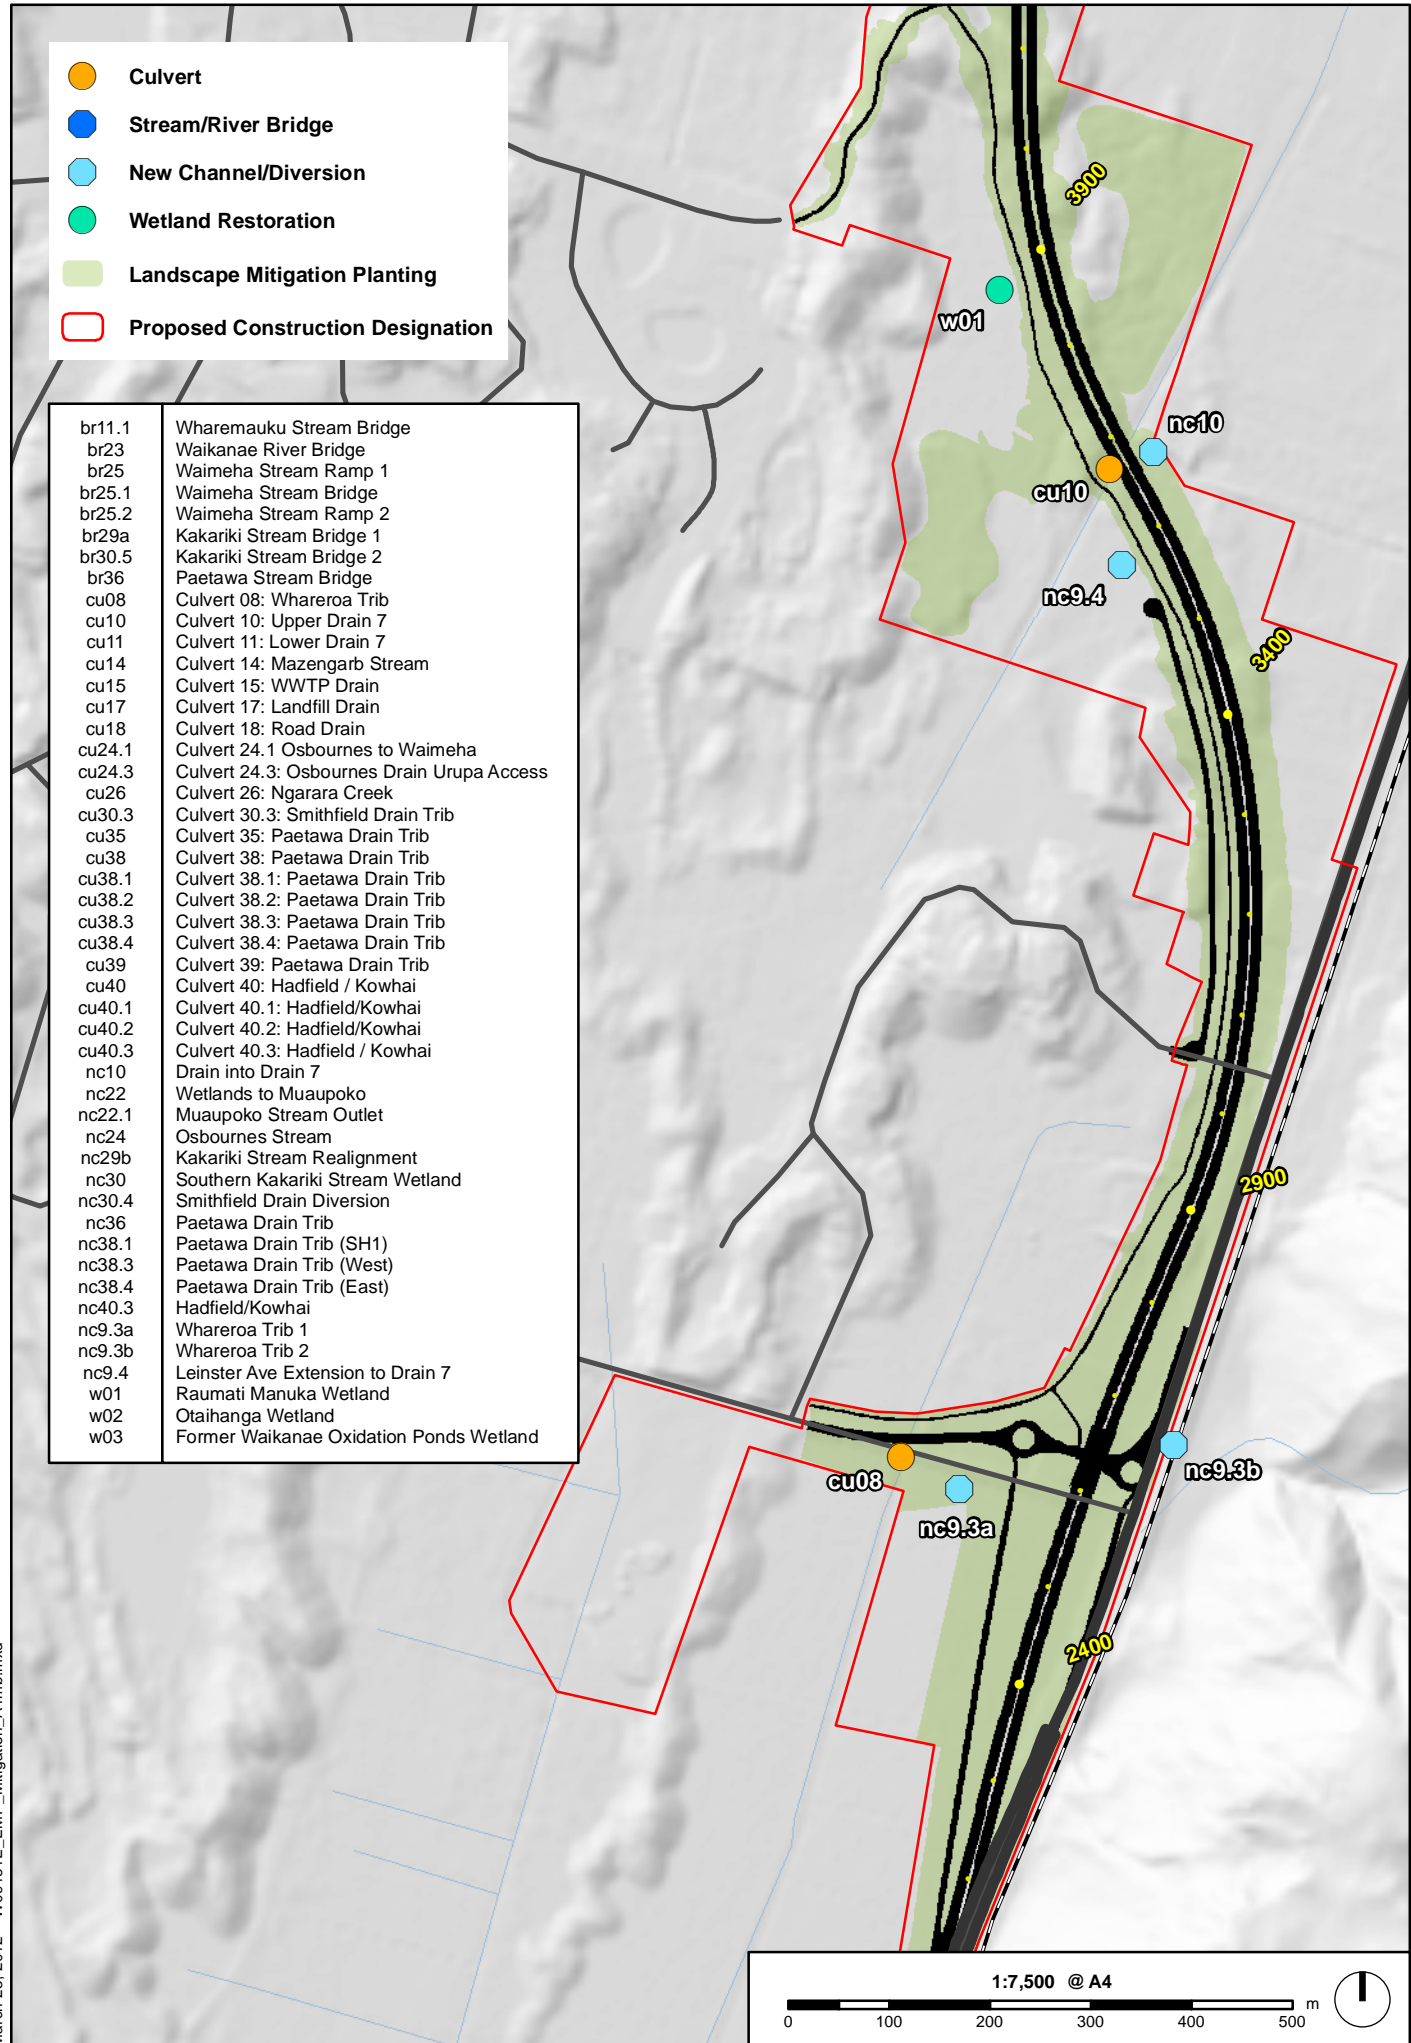 Culvert
Stream/River Bridge
New Channel/Diversion
Wetland Restoration
Landscape Mitigation Planting
Proposed Construction Designation
br11.1 Wharemauku Stream Bridge
br23 Waikanae River Bridge
br25 Waimeha Stream Ramp 1
br25.1 Waimeha Stream Bridge
br25.2 Waimeha Stream Ramp 2
br29a Kakariki Stream Bridge 1
br30.5 Kakariki Stream Bridge 2
br36 Paetawa Stream Bridge
cu08 Culvert 08: Whareroa Trib
cu10 Culvert 10: Upper Drain 7
cu11 Culvert 11: Lower Drain 7
cu14 Culvert 14: Mazengarb Stream
cu15 Culvert 15: WWTP Drain
cu17 Culvert 17: Landfill Drain
cu18 Culvert 18: Road Drain
cu24.1 Culvert 24.1 Osbournes to Waimeha
cu24.3 Culvert 24.3: Osbournes Drain Urupa Access
cu26 Culvert 26: Ngarara Creek
cu30.3 Culvert 30.3: Smithfield Drain Trib
cu35 Culvert 35: Paetawa Drain Trib
cu38 Culvert 38: Paetawa Drain Trib
cu38.1 Culvert 38.1: Paetawa Drain Trib
cu38.2 Culvert 38.2: Paetawa Drain Trib
cu38.3 Culvert 38.3: Paetawa Drain Trib
cu38.4 Culvert 38.4: Paetawa Drain Trib
cu39 Culvert 39: Paetawa Drain Trib
cu40 Culvert 40: Hadfield / Kowhai
cu40.1 Culvert 40.1: Hadfield/Kowhai
cu40.2 Culvert 40.2: Hadfield/Kowhai
cu40.3 Culvert 40.3: Hadfield / Kowhai
nc10 Drain into Drain 7
nc22 Wetlands to Muaupoko
nc22.1 Muaupoko Stream Outlet
nc24 Osbournes Stream
nc29b Kakariki Stream Realignment
nc30 Southern Kakariki Stream Wetland
nc30.4 Smithfield Drain Diversion
nc36 Paetawa Drain Trib
nc38.1 Paetawa Drain Trib (SH1)
nc38.3 Paetawa Drain Trib (West)
nc38.4 Paetawa Drain Trib (East)
nc40.3 Hadfield/Kowhai
nc9.3a Whareroa Trib 1
nc9.3b Whareroa Trib 2
nc9.4 Leinster Ave Extension to Drain 7
w01 Raumati Manuka Wetland
w02 Otaihanga Wetland
w03 Former Waikanae Oxidation Ponds Wetland
3900
w01
nc10
cu10
nc9.4
3400
2900
cu08
nc9.3b
nc9.3a
2400
1:7,500 @ A4
m
0 100 200 300 400 500